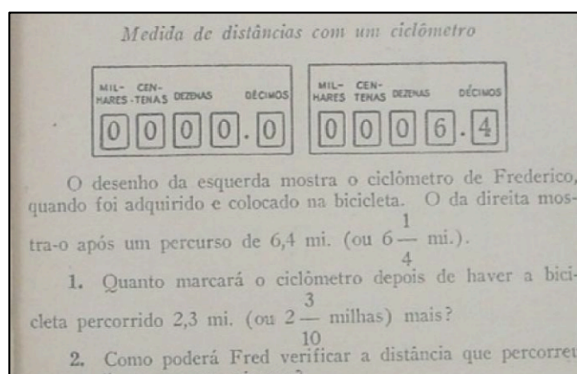 Medida de distâncias com um ciclômetro
MIL- CEN- MIL- CEN-
HARES - TENAS DEZENAS DÉCIMOS HARES TENAS DEZENAS DÉCIMOS
0 0 0 0 . 0 0 0 0 6 . 4
O desenho da esquerda mostra o ciclômetro de Frederico,
quando foi adquirido e colocado na bicicleta. O da direita mos-
tra-o após um percurso de 6,4 mi. (ou 6 1/4 mi.).
1. Quanto marcará o ciclômetro depois de haver a bici-
cleta percorrido 2,3 mi. (ou 2 3/10 milhas) mais?
2. Como poderá Fred verificar a distância que percorreu